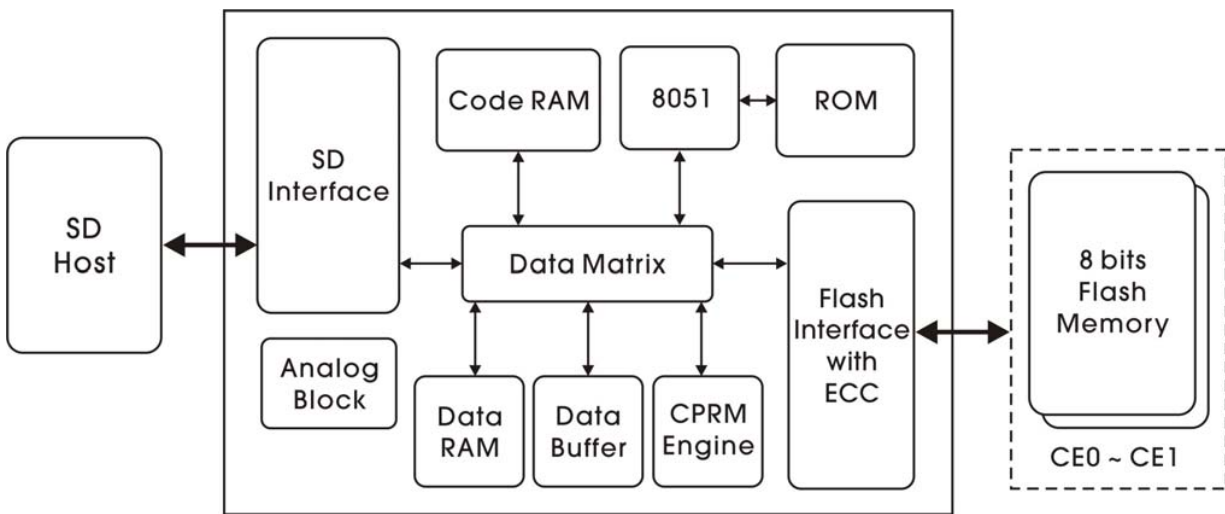 SD
Host
SD
Interface
Analog
Block
Code RAM
8051
ROM
Data Matrix
Data
RAM
Data
Buffer
CPRM
Engine
Flash
Interface
with
ECC
8 bits
Flash
Memory
CE0 ~ CE1